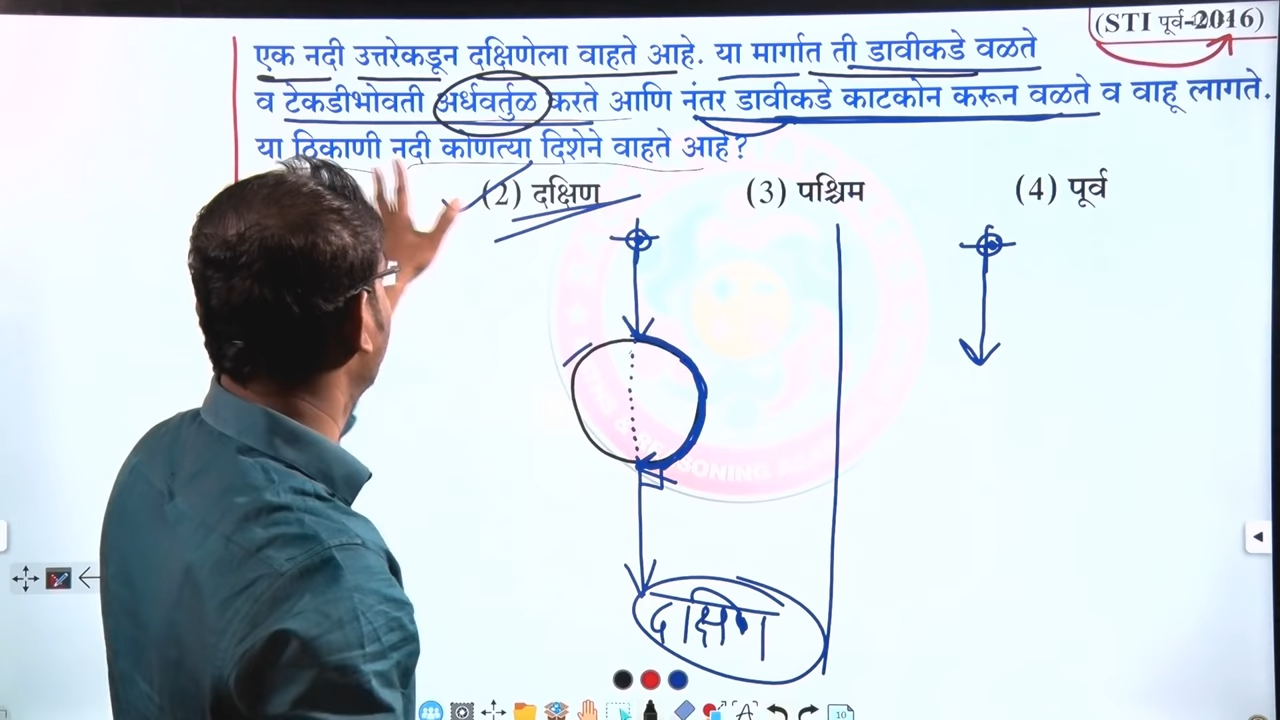 (STI पूर्व-2016)
एक नदी उत्तरेकडून दक्षिणेला वाहते आहे. या मार्गात ती डावीकडे वळते
व टेकडीभोवती अर्धवर्तुळ करते आणि नंतर डावीकडे काटकोन करून वळते व वाहू लागते.
या ठिकाणी नदी कोणत्या दिशेने वाहते आहे?
(2) दक्षिण (3) पश्चिम (4) पूर्व
दक्षिण
10